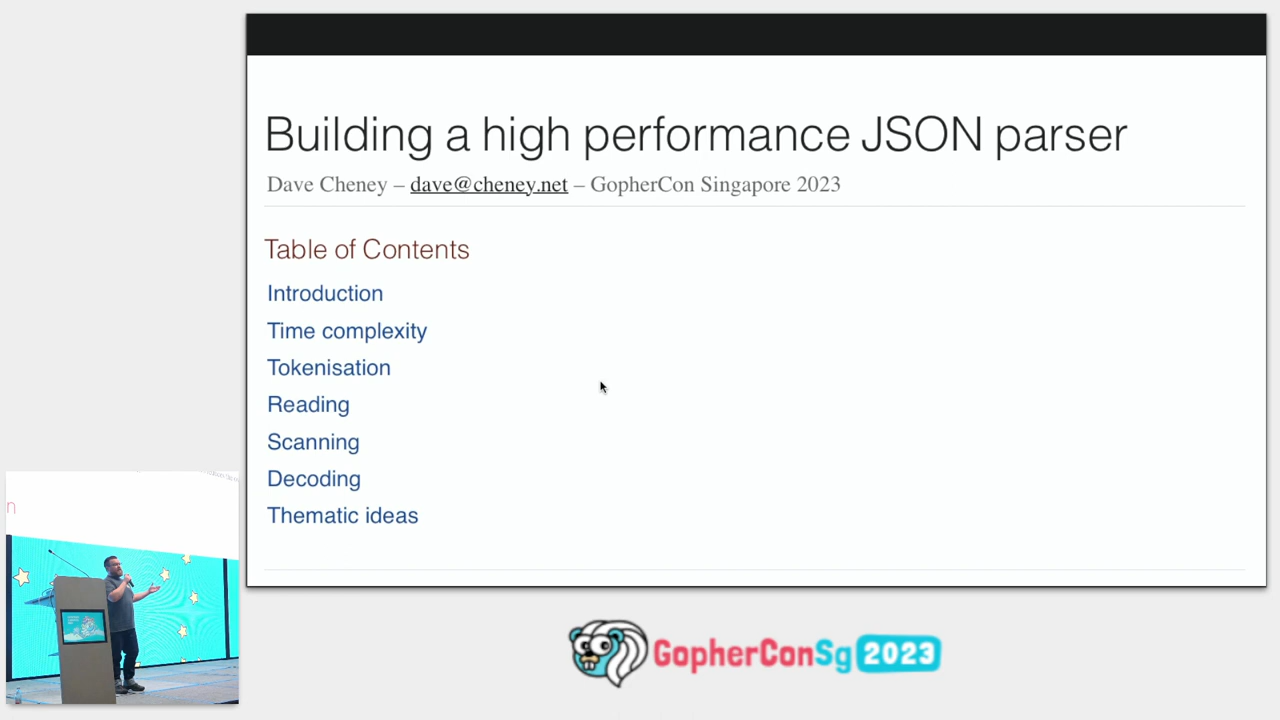 Building a high performance JSON parser
Dave Cheney – dave@cheney.net – GopherCon Singapore 2023
Table of Contents
Introduction
Time complexity
Tokenisation
Reading
Scanning
Decoding
Thematic ideas
n
GopherConSg 2023